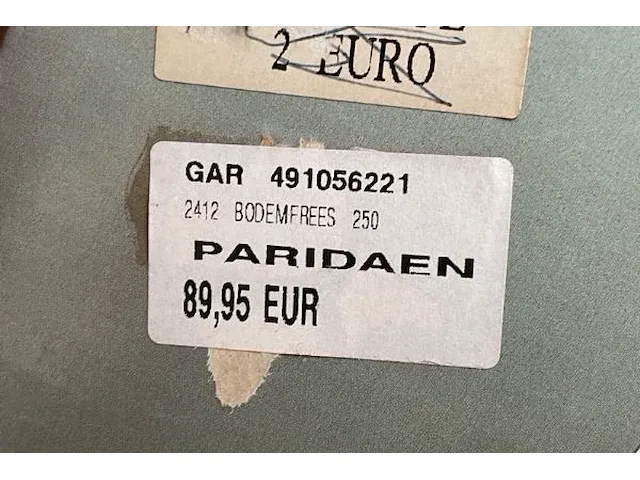 2 EURO
GAR 491056221
2412 BODEMFREES 250
PARIDAEN
89,95 EUR